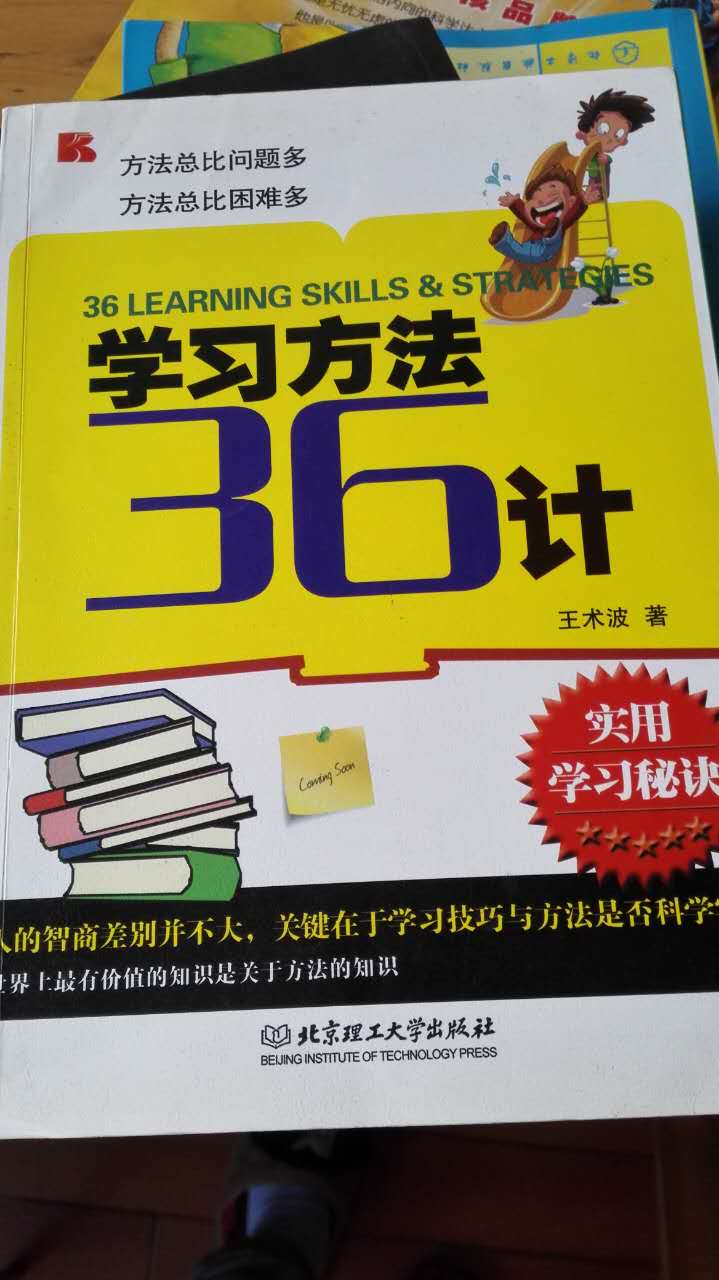 方法总比问题多
方法总比困难多
36 LEARNING SKILLS & STRATEGIES
学习方法
36计
王术波 著
Coming Soon
实用
学习秘诀
人的智商差别并不大，关键在于学习技巧与方法是否科学
世界上最有价值的知识是关于方法的知识
北京理工大学出版社
BEIJING INSTITUTE OF TECHNOLOGY PRESS